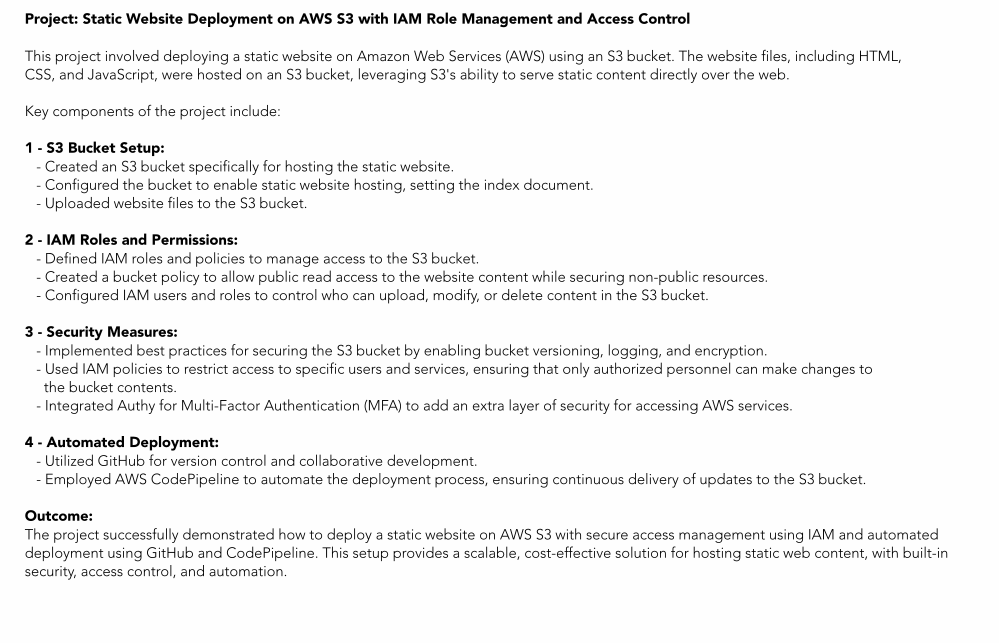 Project: Static Website Deployment on AWS S3 with IAM Role Management and Access Control
This project involved deploying a static website on Amazon Web Services (AWS) using an S3 bucket. The website files, including HTML,
CSS, and JavaScript, were hosted on an S3 bucket, leveraging S3's ability to serve static content directly over the web.
Key components of the project include:
1 - S3 Bucket Setup:
- Created an S3 bucket specifically for hosting the static website.
- Configured the bucket to enable static website hosting, setting the index document.
- Uploaded website files to the S3 bucket.
2 - IAM Roles and Permissions:
- Defined IAM roles and policies to manage access to the S3 bucket.
- Created a bucket policy to allow public read access to the website content while securing non-public resources.
- Configured IAM users and roles to control who can upload, modify, or delete content in the S3 bucket.
3 - Security Measures:
- Implemented best practices for securing the S3 bucket by enabling bucket versioning, logging, and encryption.
- Used IAM policies to restrict access to specific users and services, ensuring that only authorized personnel can make changes to
the bucket contents.
- Integrated Authy for Multi-Factor Authentication (MFA) to add an extra layer of security for accessing AWS services.
4 - Automated Deployment:
- Utilized GitHub for version control and collaborative development.
- Employed AWS CodePipeline to automate the deployment process, ensuring continuous delivery of updates to the S3 bucket.
Outcome:
The project successfully demonstrated how to deploy a static website on AWS S3 with secure access management using IAM and automated
deployment using GitHub and CodePipeline. This setup provides a scalable, cost-effective solution for hosting static web content, with built-in
security, access control, and automation.